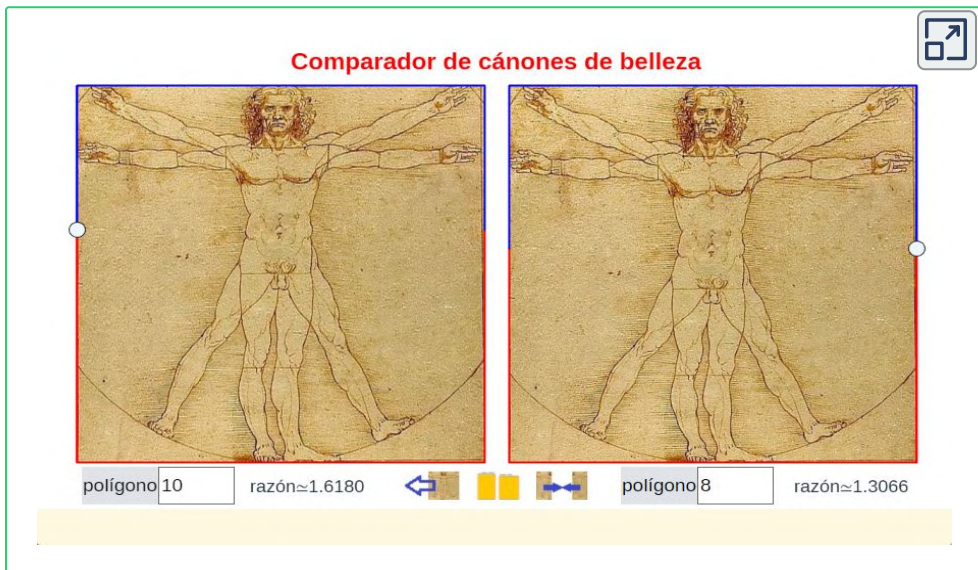 Comparador de cánones de belleza
polígono 10 razón≃1.6180 polígono 8 razón≃1.3066